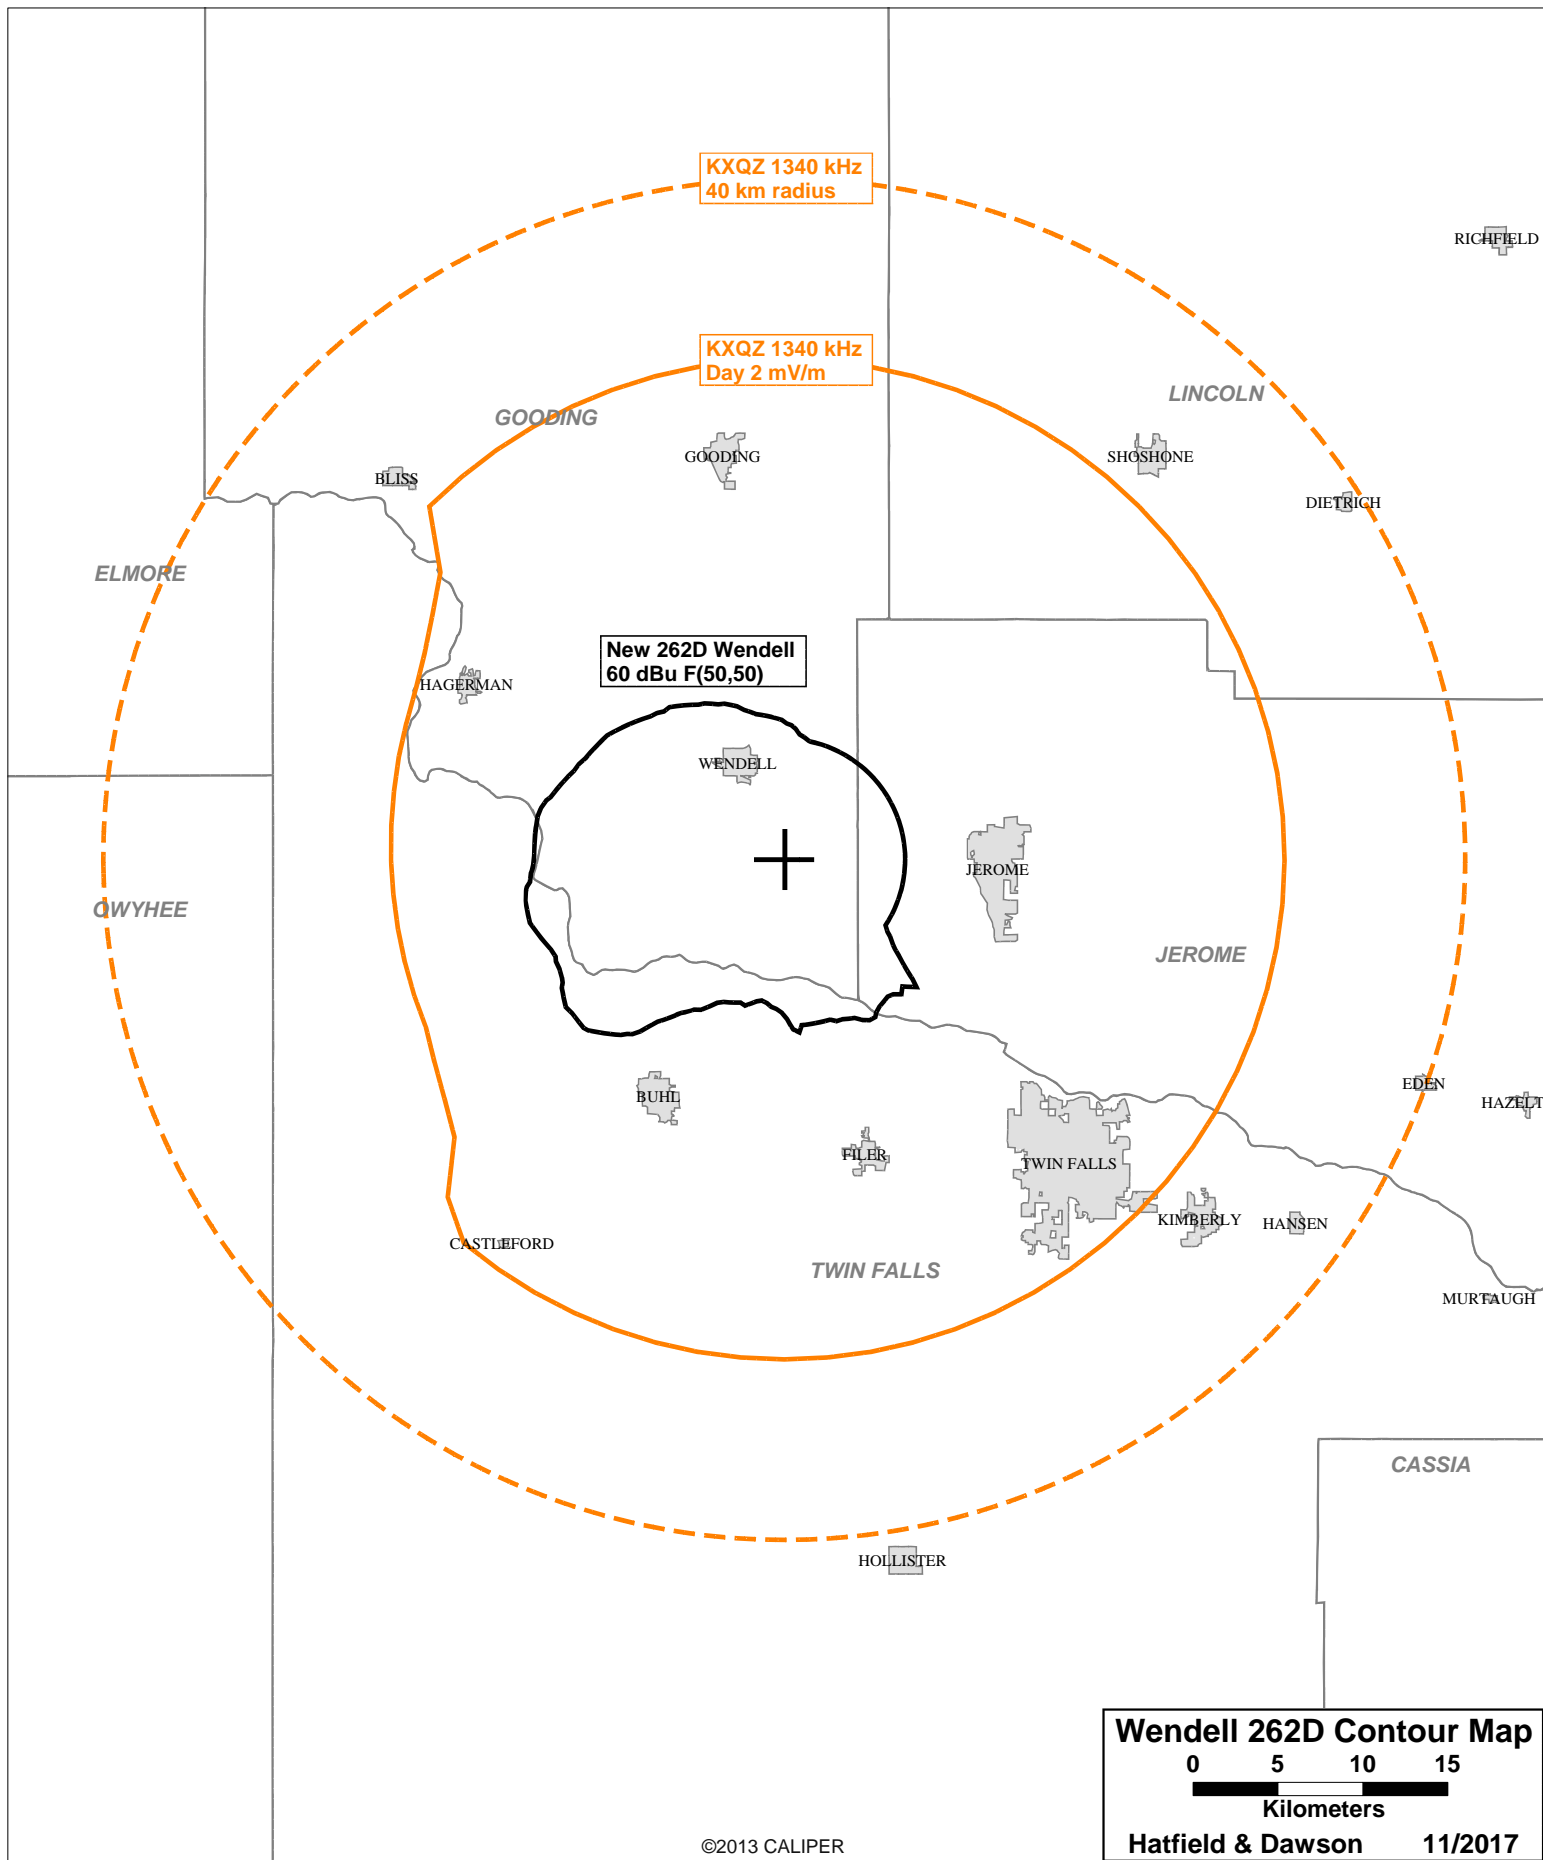 KXQZ 1340 kHz
40 km radius
RICHFIELD
KXQZ 1340 kHz
Day 2 mV/m
LINCOLN
GOODING
GOODING
SHOSHONE
BLISS
DIETRICH
ELMORE
New 262D Wendell
60 dBu F(50,50)
HAGERMAN
WENDELL
JEROME
OWYHEE
JEROME
EDEN
BUHL
HAZELT
FILER
TWIN FALLS
KIMBERLY
HANSEN
CASTLEFORD
TWIN FALLS
MURTAUGH
CASSIA
HOLLISTER
Wendell 262D Contour Map
0 5 10 15
Kilometers
Hatfield & Dawson 11/2017
©2013 CALIPER